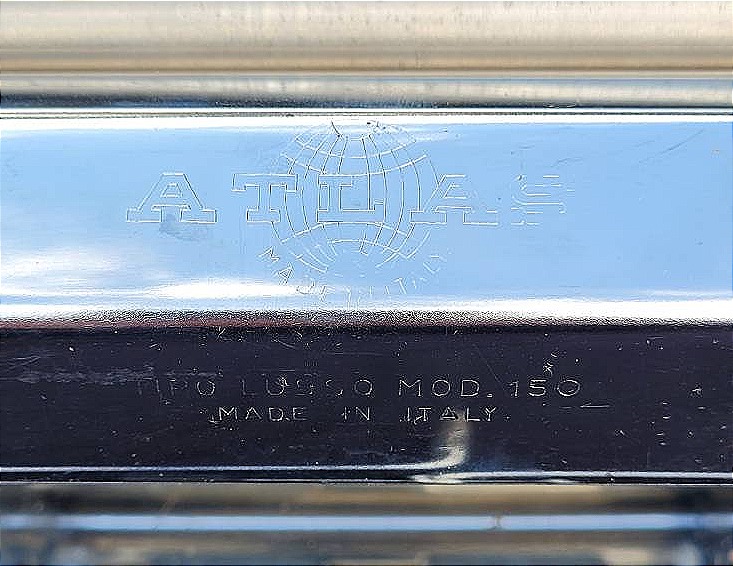 ATLAS
MADE IN ITALY
TIPO LUSSO MOD. 150
MADE IN ITALY